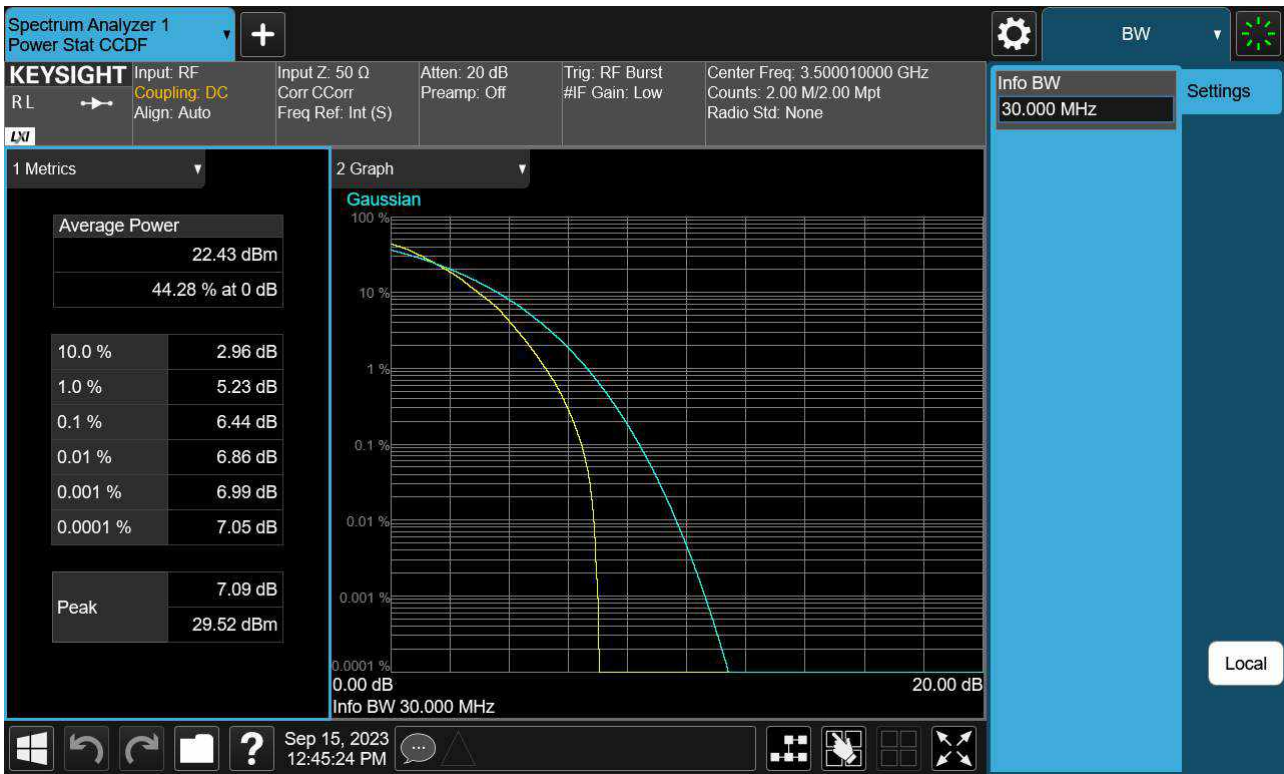 Spectrum Analyzer 1
Power Stat CCDF
BW
KEYSIGHT
RL
LXI
Input: RF
Coupling: DC
Align: Auto
Input Z: 50 Ω
Corr CCorr
Freq Ref: Int (S)
Atten: 20 dB
Preamp: Off
Trig: RF Burst
#IF Gain: Low
Center Freq: 3.500010000 GHz
Counts: 2.00 M/2.00 Mpt
Radio Std: None
Info BW
30.000 MHz
Settings
1 Metrics
Average Power
22.43 dBm
44.28 % at 0 dB
10.0 % 2.96 dB
1.0 % 5.23 dB
0.1 % 6.44 dB
0.01 % 6.86 dB
0.001 % 6.99 dB
0.0001 % 7.05 dB
Peak
7.09 dB
29.52 dBm
2 Graph
Gaussian
100 %
10 %
1 %
0.1 %
0.01 %
0.001 %
0.0001 %
0.00 dB 20.00 dB
Info BW 30.000 MHz
Local
?
Sep 15, 2023
12:45:24 PM